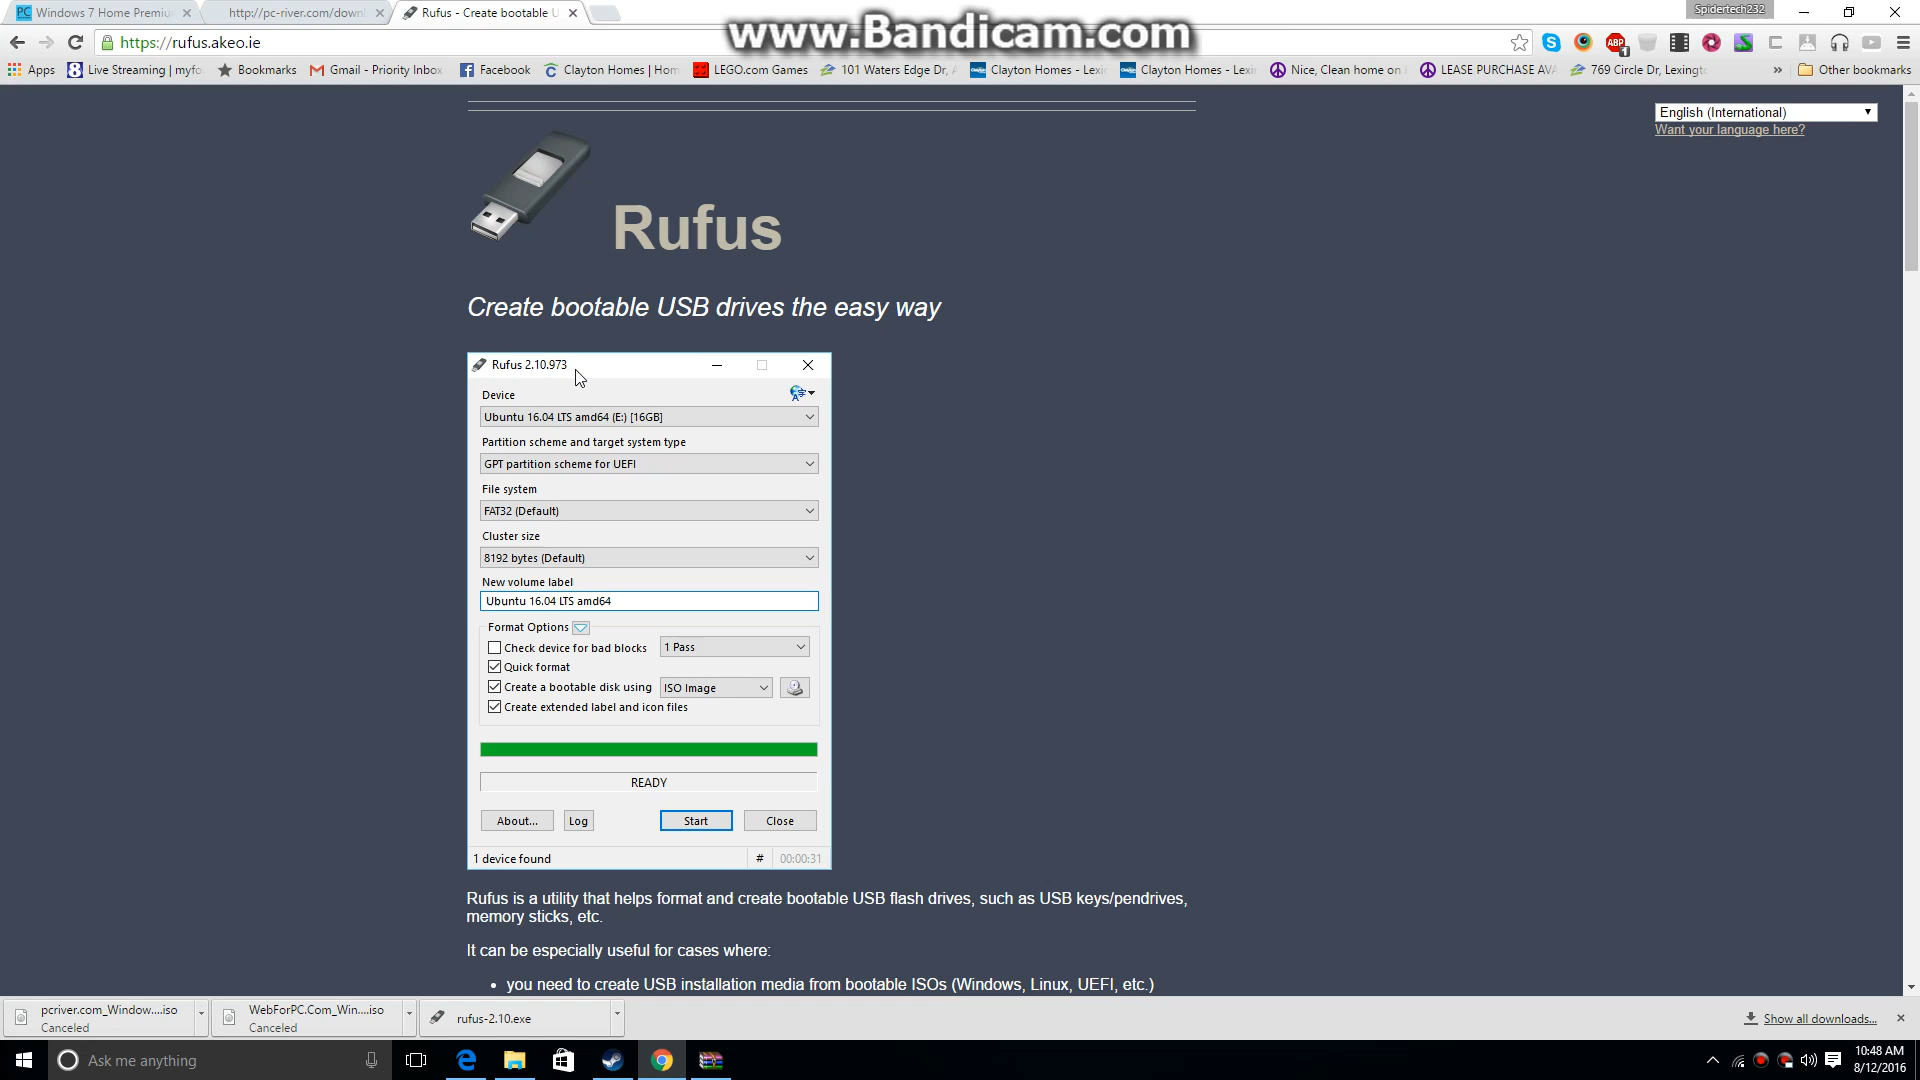 Windows 7 Home Premiu
http://pc-river.com/down
Rufus - Create bootable U
www.Bandicam.com
Spidertech232
https://rufus.akeo.ie
ABP
1
Apps
Live Streaming | myfo
Bookmarks
Gmail - Priority Inbox
Facebook
Clayton Homes | Hom
LEGO.com Games
101 Waters Edge Dr, A
Clayton Homes - Lexi
Clayton Homes - Lexi
Nice, Clean home on
LEASE PURCHASE AVA
769 Circle Dr, Lexingt
»
Other bookmarks
English (International)
Want your language here?
Rufus
Create bootable USB drives the easy way
Rufus 2.10.973
Device
Ubuntu 16.04 LTS amd64 (E:) [16GB]
Partition scheme and target system type
GPT partition scheme for UEFI
File system
FAT32 (Default)
Cluster size
8192 bytes (Default)
New volume label
Ubuntu 16.04 LTS amd64
Format Options
Check device for bad blocks
1 Pass
Quick format
Create a bootable disk using
ISO Image
Create extended label and icon files
READY
About...
Log
Start
Close
1 device found
#
00:00:31
Rufus is a utility that helps format and create bootable USB flash drives, such as USB keys/pendrives,
memory sticks, etc.
It can be especially useful for cases where:
• you need to create USB installation media from bootable ISOs (Windows, Linux, UEFI, etc.)
pcriver.com_Window....iso
Canceled
WebForPC.Com_Win....iso
Canceled
rufus-2.10.exe
Show all downloads...
Ask me anything
10:48 AM
8/12/2016